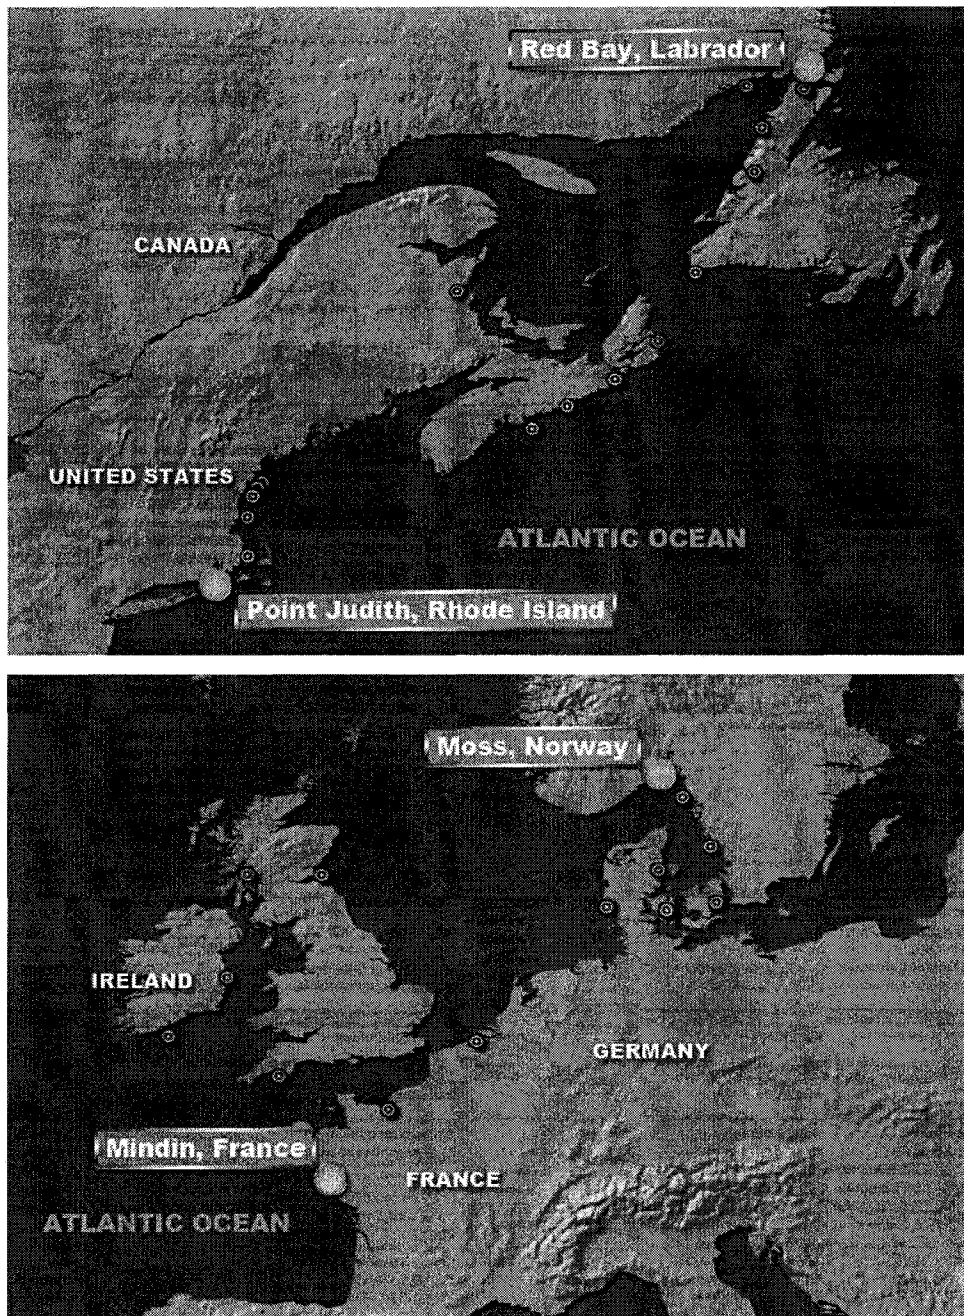 Red Bay, Labrador
CANADA
UNITED STATES
ATLANTIC OCEAN
Point Judith, Rhode Island
Moss, Norway
IRELAND
GERMANY
Mindin, France
FRANCE
ATLANTIC OCEAN